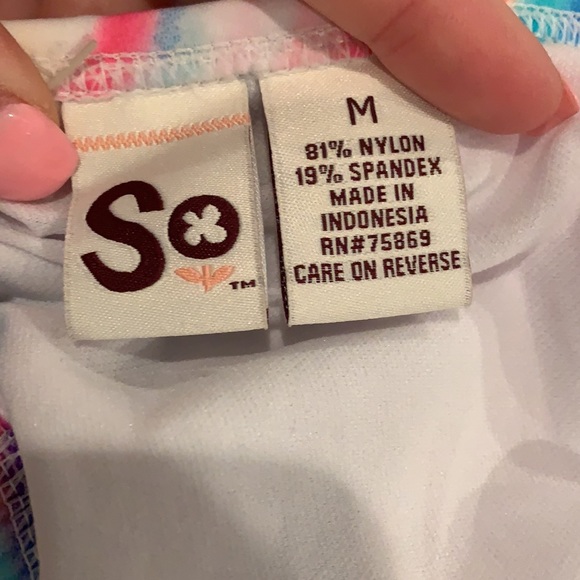 So
TM
M
81% NYLON
19% SPANDEX
MADE IN
INDONESIA
RN#75869
CARE ON REVERSE